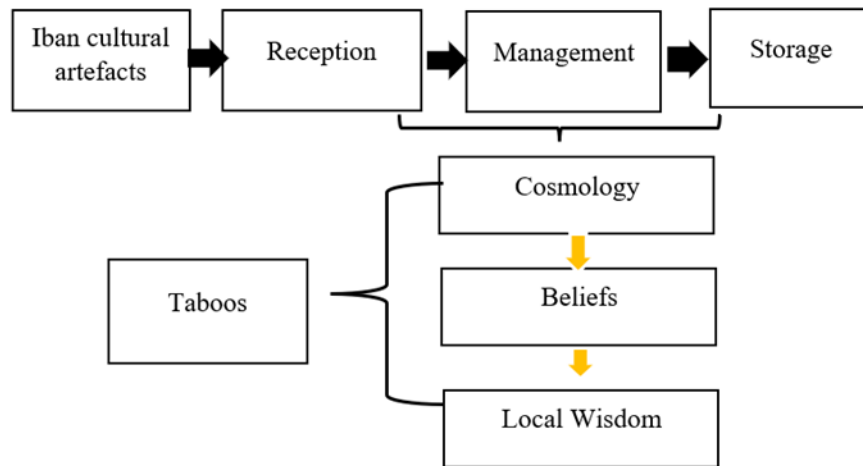 Iban cultural
artefacts
Reception
Management
Storage
Cosmology
Beliefs
Taboos
Local Wisdom